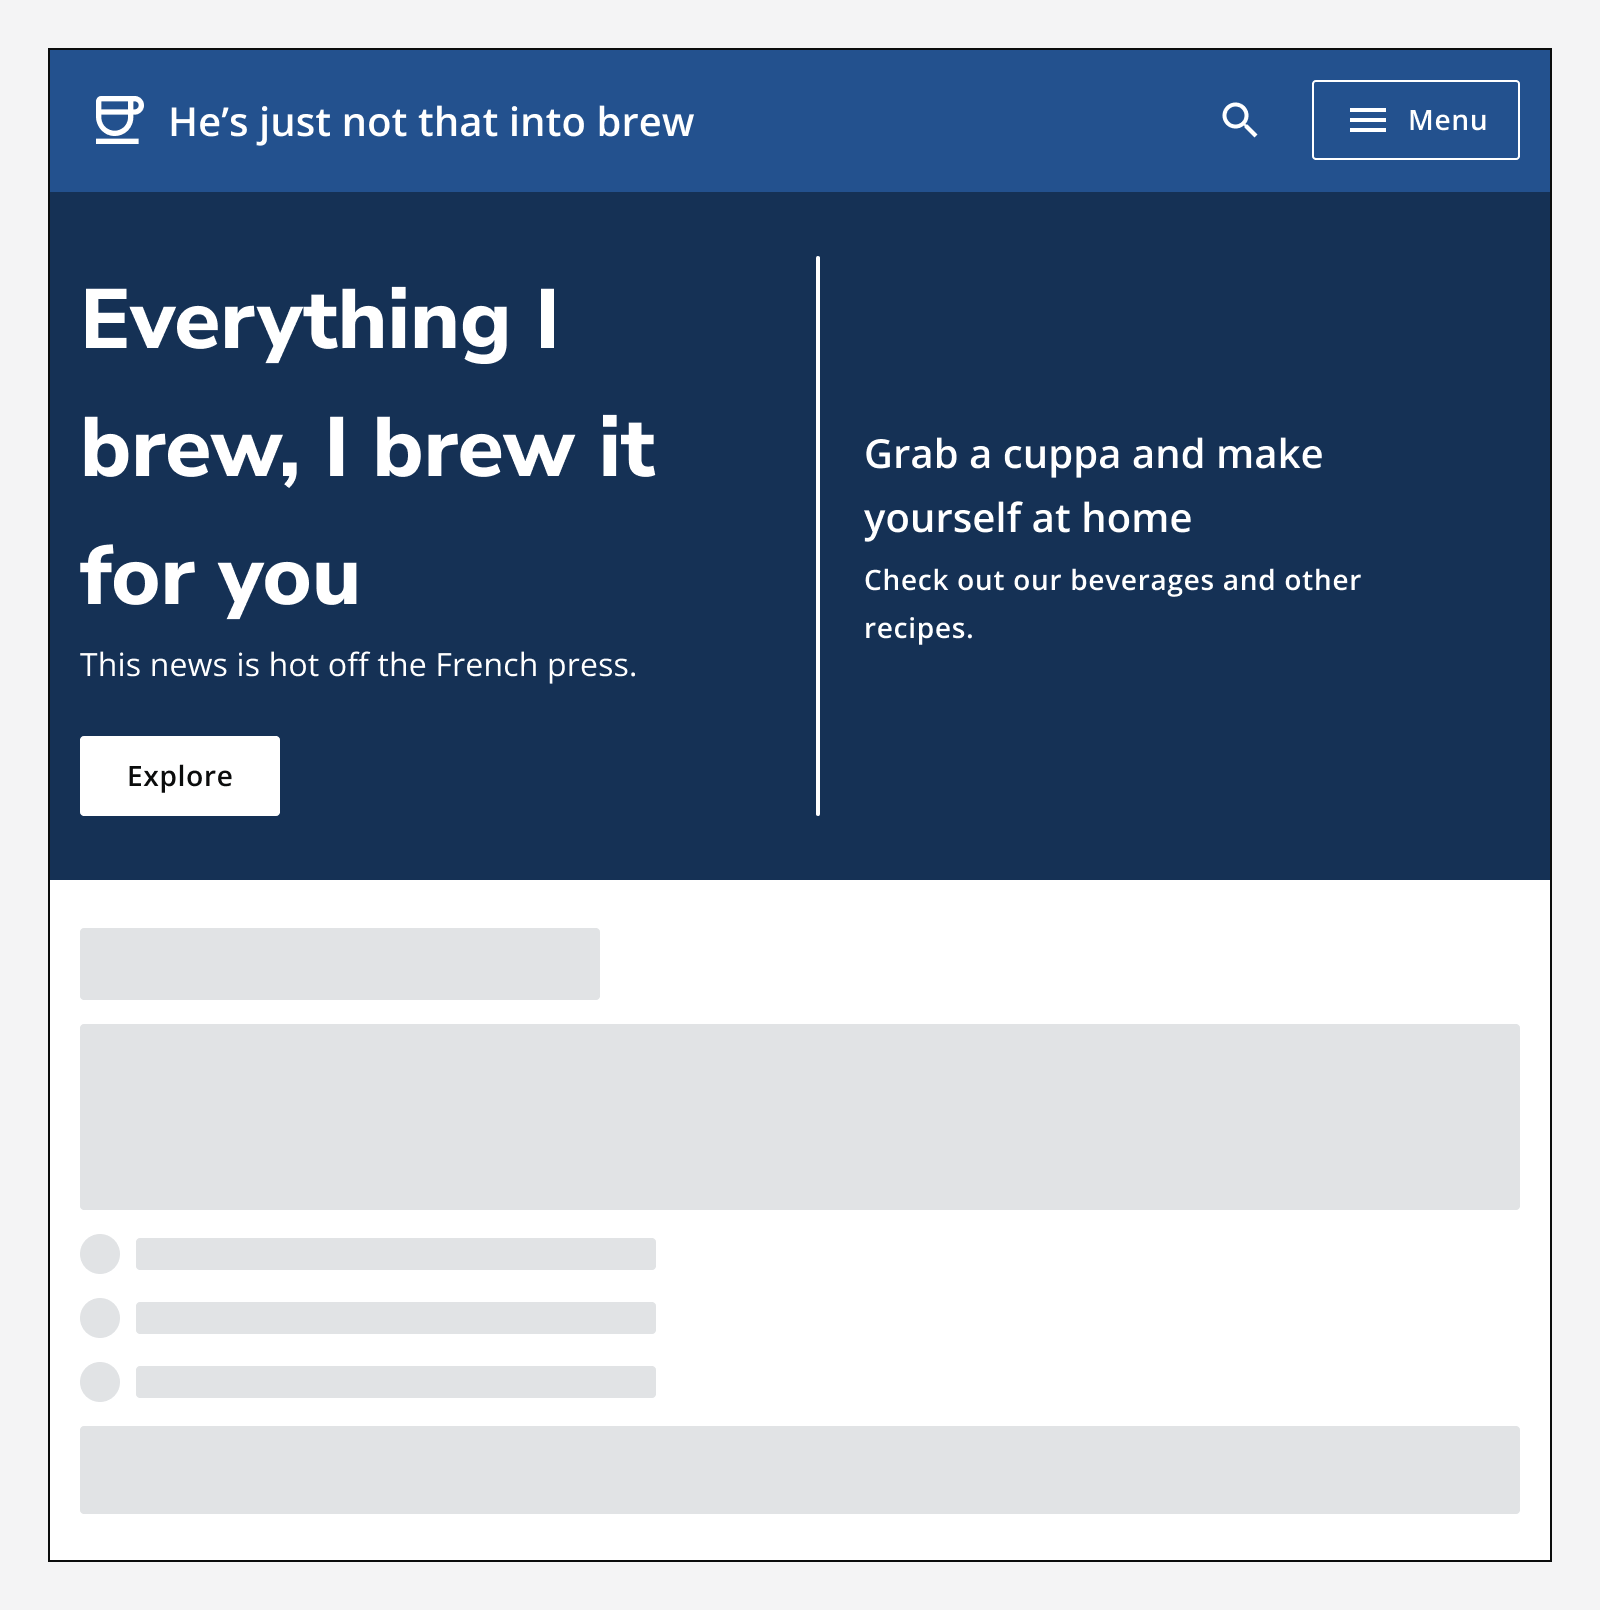 He’s just not that into brew
Menu
Everything I
brew, I brew it
for you
This news is hot off the French press.
Explore
Grab a cuppa and make
yourself at home
Check out our beverages and other
recipes.